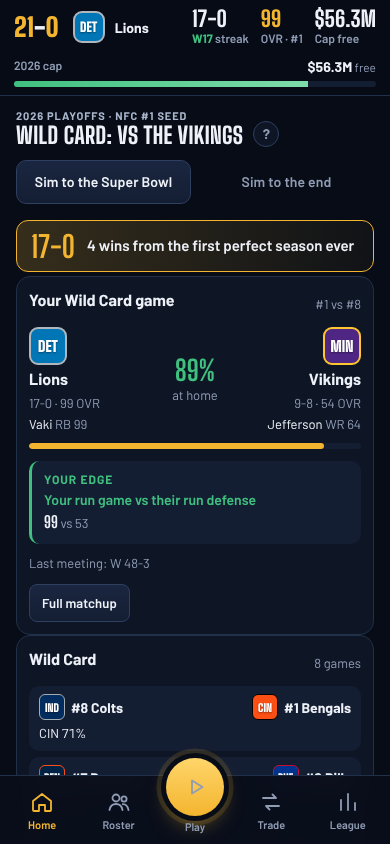 21-0 DET Lions 17-0 99 $56.3M
W17 streak OVR · #1 Cap free
2026 cap $56.3M free
2026 PLAYOFFS · NFC #1 SEED
WILD CARD: VS THE VIKINGS ?
Sim to the Super Bowl Sim to the end
17-0 4 wins from the first perfect season ever
Your Wild Card game #1 vs #8
DET 89% MIN
Lions at home Vikings
17-0 · 99 OVR 9-8 · 54 OVR
Vaki RB 99 Jefferson WR 64
YOUR EDGE
Your run game vs their run defense
99 vs 53
Last meeting: W 48-3
Full matchup
Wild Card 8 games
IND #8 Colts CIN #1 Bengals
CIN 71%
Home Roster Play Trade League